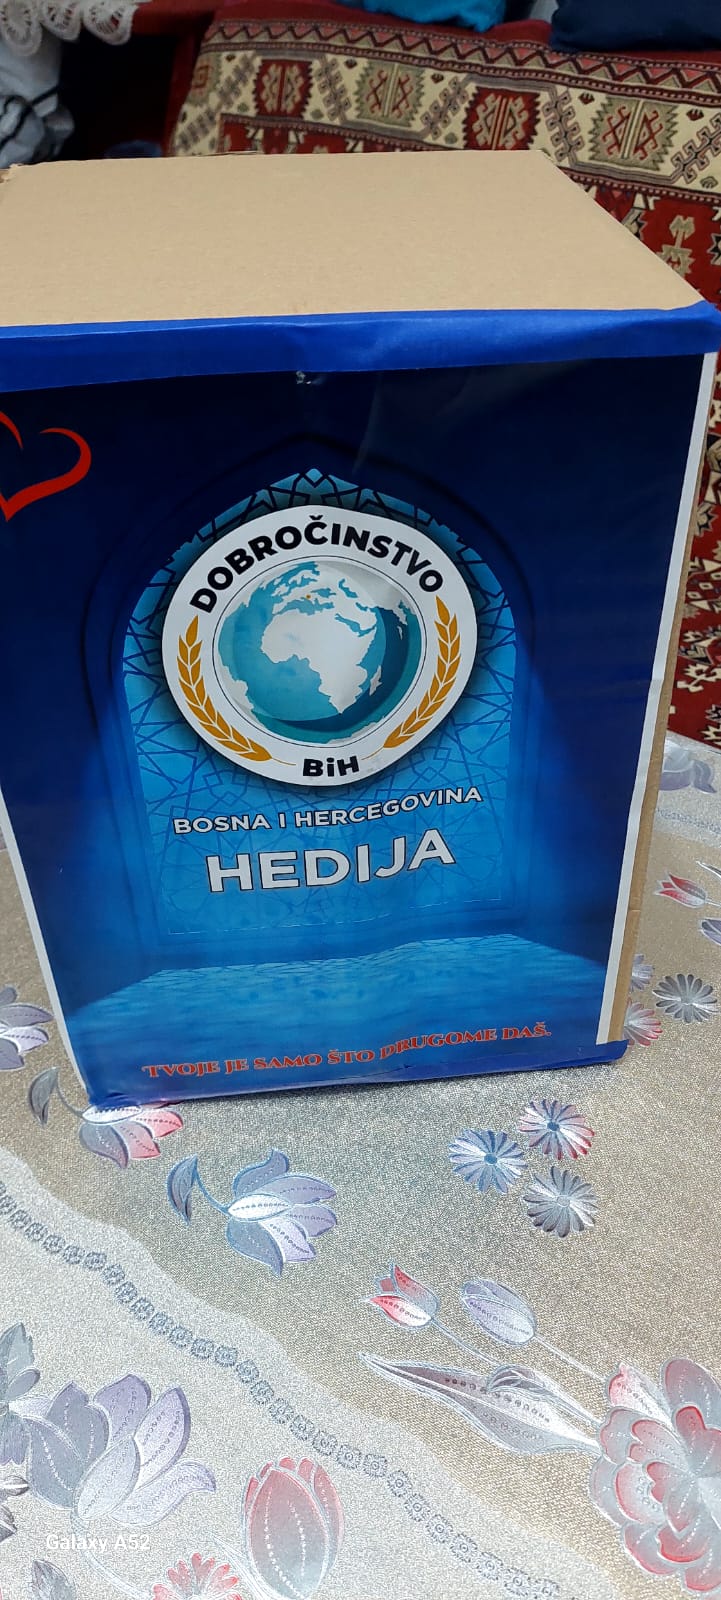 DOBROČINSTVO
BiH
BOSNA I HERCEGOVINA
HEDIJA
TVOJE JE SAMO ŠTO DRUGOME DAŠ.
Galaxy A52